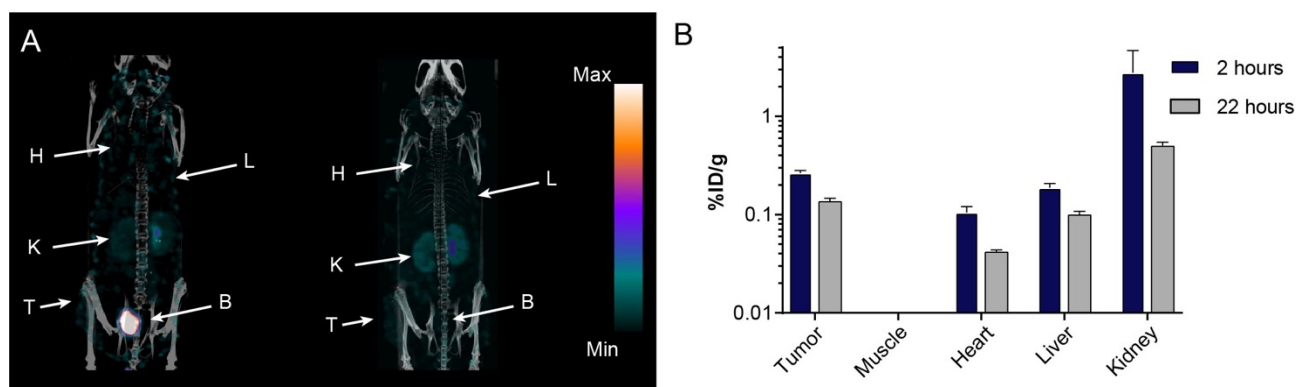 A
Max
H
L
H
L
K
K
T
B
T
B
Min
B
2 hours
22 hours
%ID/g
1
0.1
0.01
Tumor
Muscle
Heart
Liver
Kidney